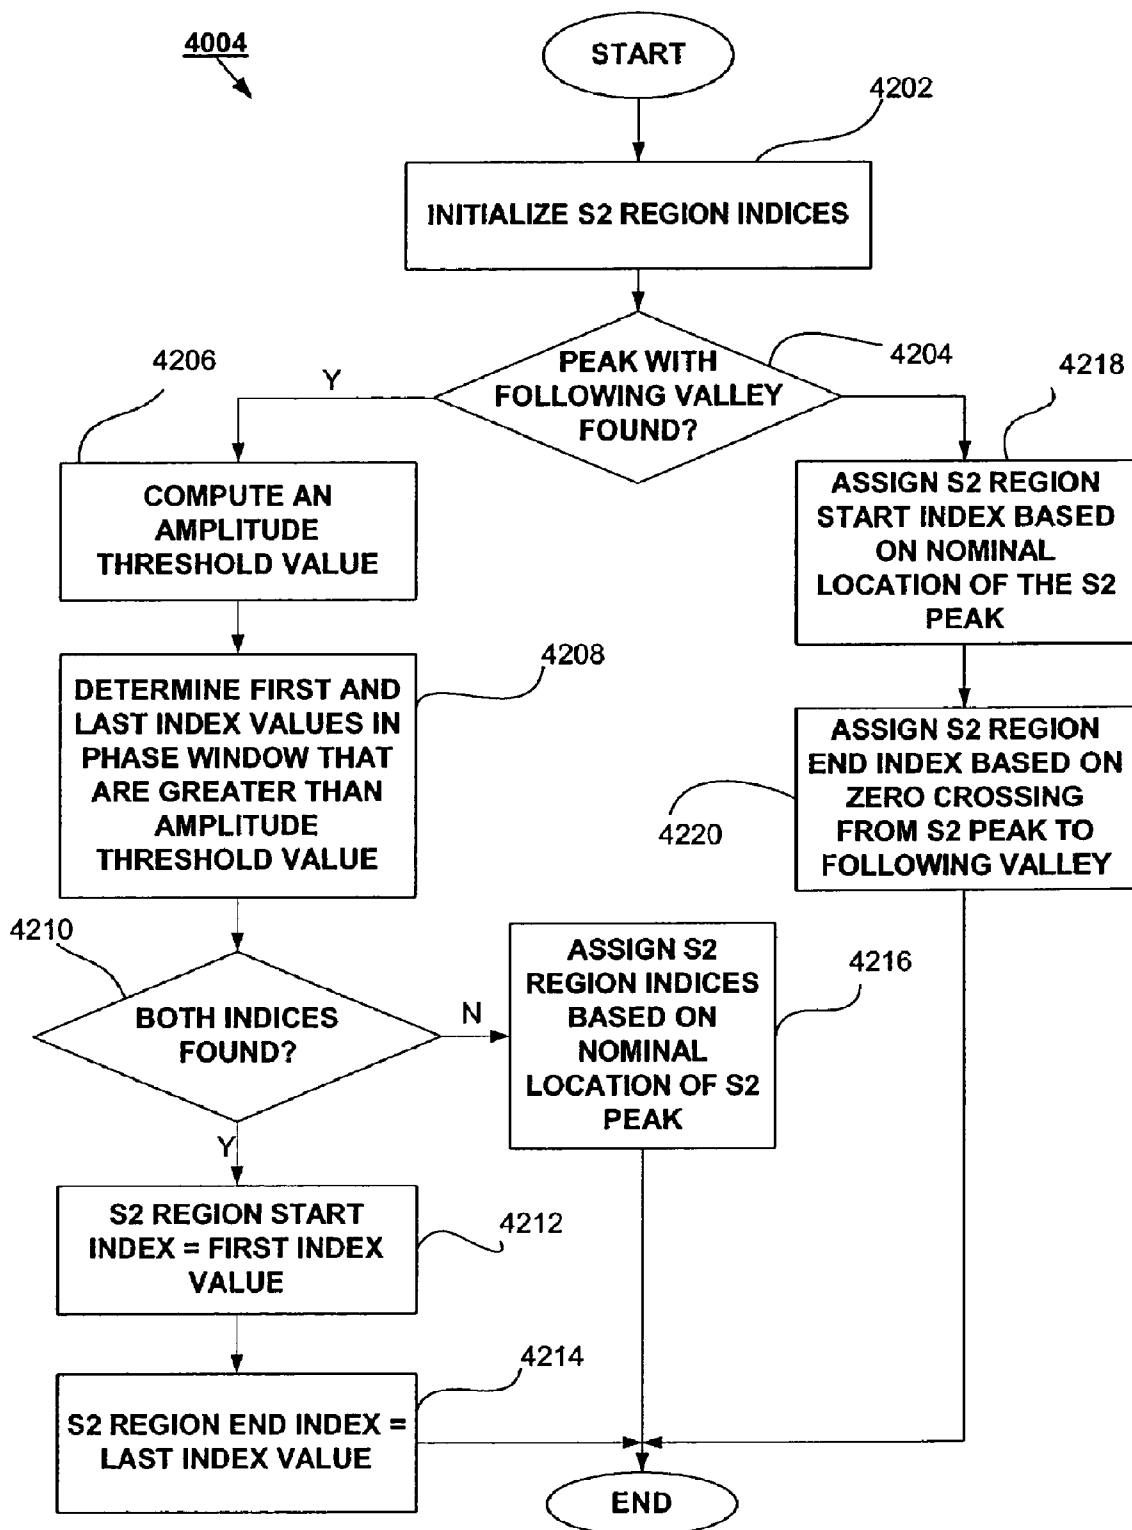 4004
START
4202
INITIALIZE S2 REGION INDICES
4204
PEAK WITH
FOLLOWING VALLEY
FOUND?
Y
4206
COMPUTE AN
AMPLITUDE
THRESHOLD VALUE
4218
ASSIGN S2 REGION
START INDEX BASED
ON NOMINAL
LOCATION OF THE S2
PEAK
4208
DETERMINE FIRST AND
LAST INDEX VALUES IN
PHASE WINDOW THAT
ARE GREATER THAN
AMPLITUDE
THRESHOLD VALUE
4220
ASSIGN S2 REGION
END INDEX BASED ON
ZERO CROSSING
FROM S2 PEAK TO
FOLLOWING VALLEY
4210
BOTH INDICES
FOUND?
N
4216
ASSIGN S2
REGION INDICES
BASED ON
NOMINAL
LOCATION OF S2
PEAK
Y
S2 REGION START
INDEX = FIRST INDEX
VALUE
4212
S2 REGION END INDEX =
LAST INDEX VALUE
4214
END